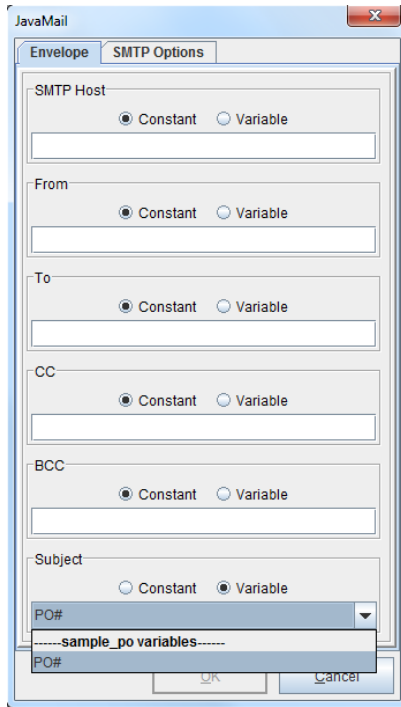 JavaMail
Envelope SMTP Options
SMTP Host
Constant Variable
From
Constant Variable
To
Constant Variable
CC
Constant Variable
BCC
Constant Variable
Subject
Constant Variable
PO#
------sample_po variables------
PO#
OK Cancel